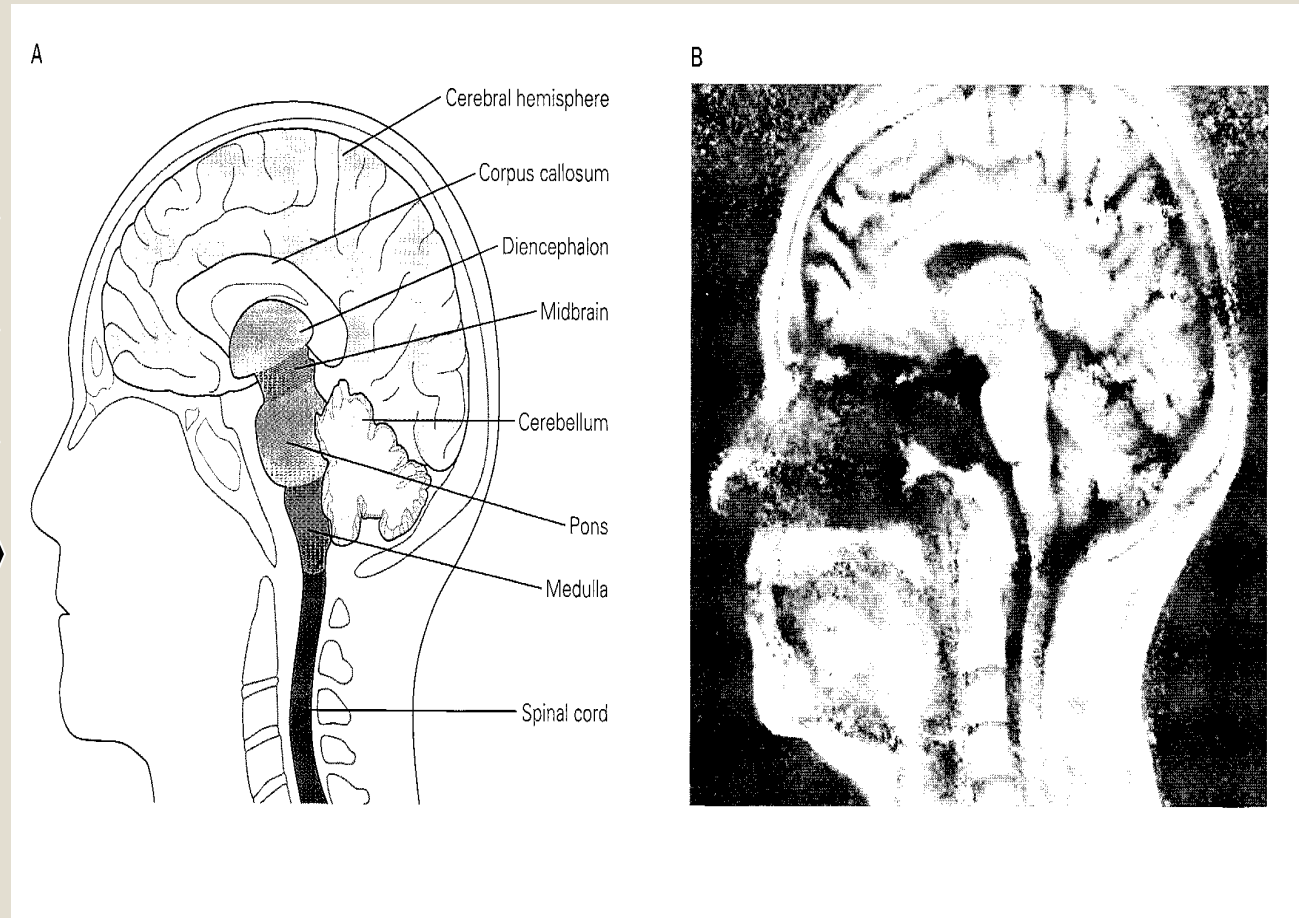 A
Cerebral hemisphere
Corpus callosum
Diencephalon
Midbrain
Cerebellum
Pons
Medulla
Spinal cord
B